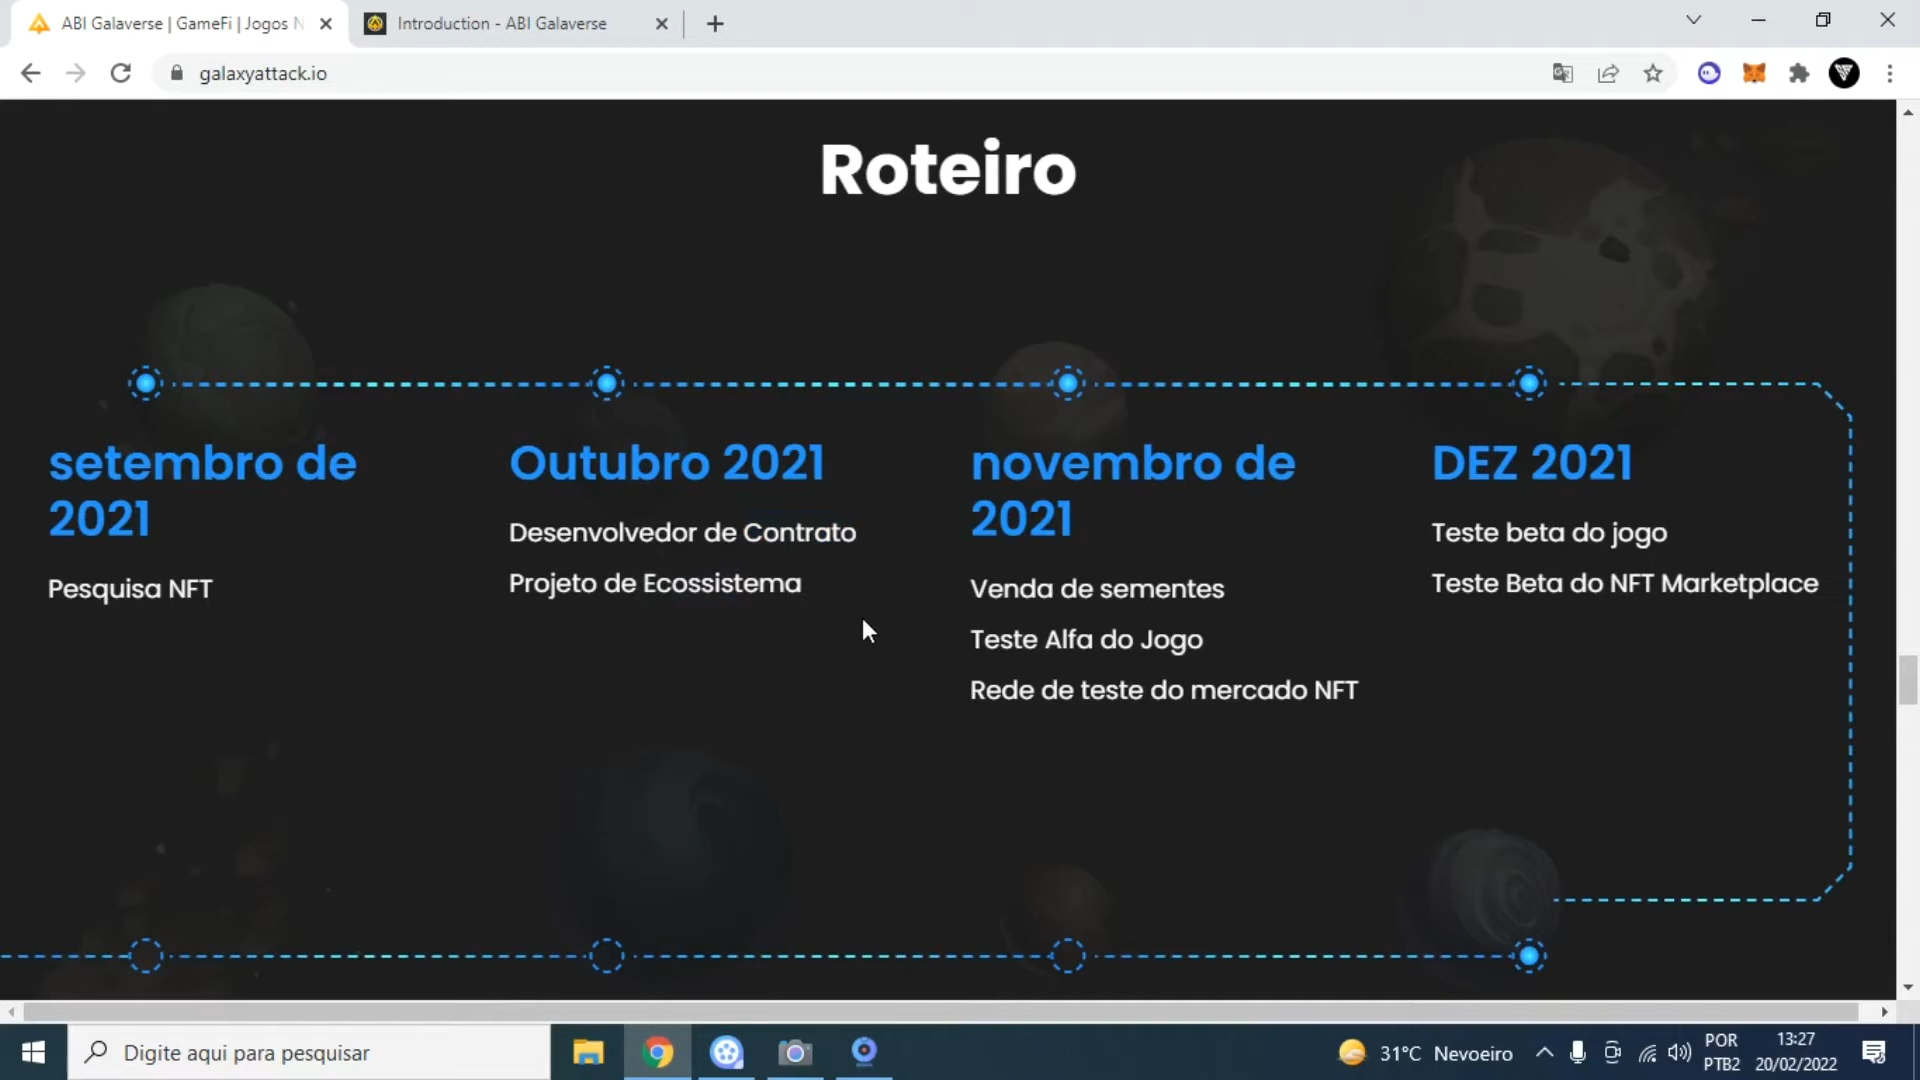 ABI Galaverse | GameFi | Jogos N
Introduction - ABI Galaverse
galaxyattack.io
Roteiro
setembro de
2021
Pesquisa NFT
Outubro 2021
Desenvolvedor de Contrato
Projeto de Ecossistema
novembro de
2021
Venda de sementes
Teste Alfa do Jogo
Rede de teste do mercado NFT
DEZ 2021
Teste beta do jogo
Teste Beta do NFT Marketplace
Digite aqui para pesquisar
31°C Nevoeiro
POR
PTB2
13:27
20/02/2022